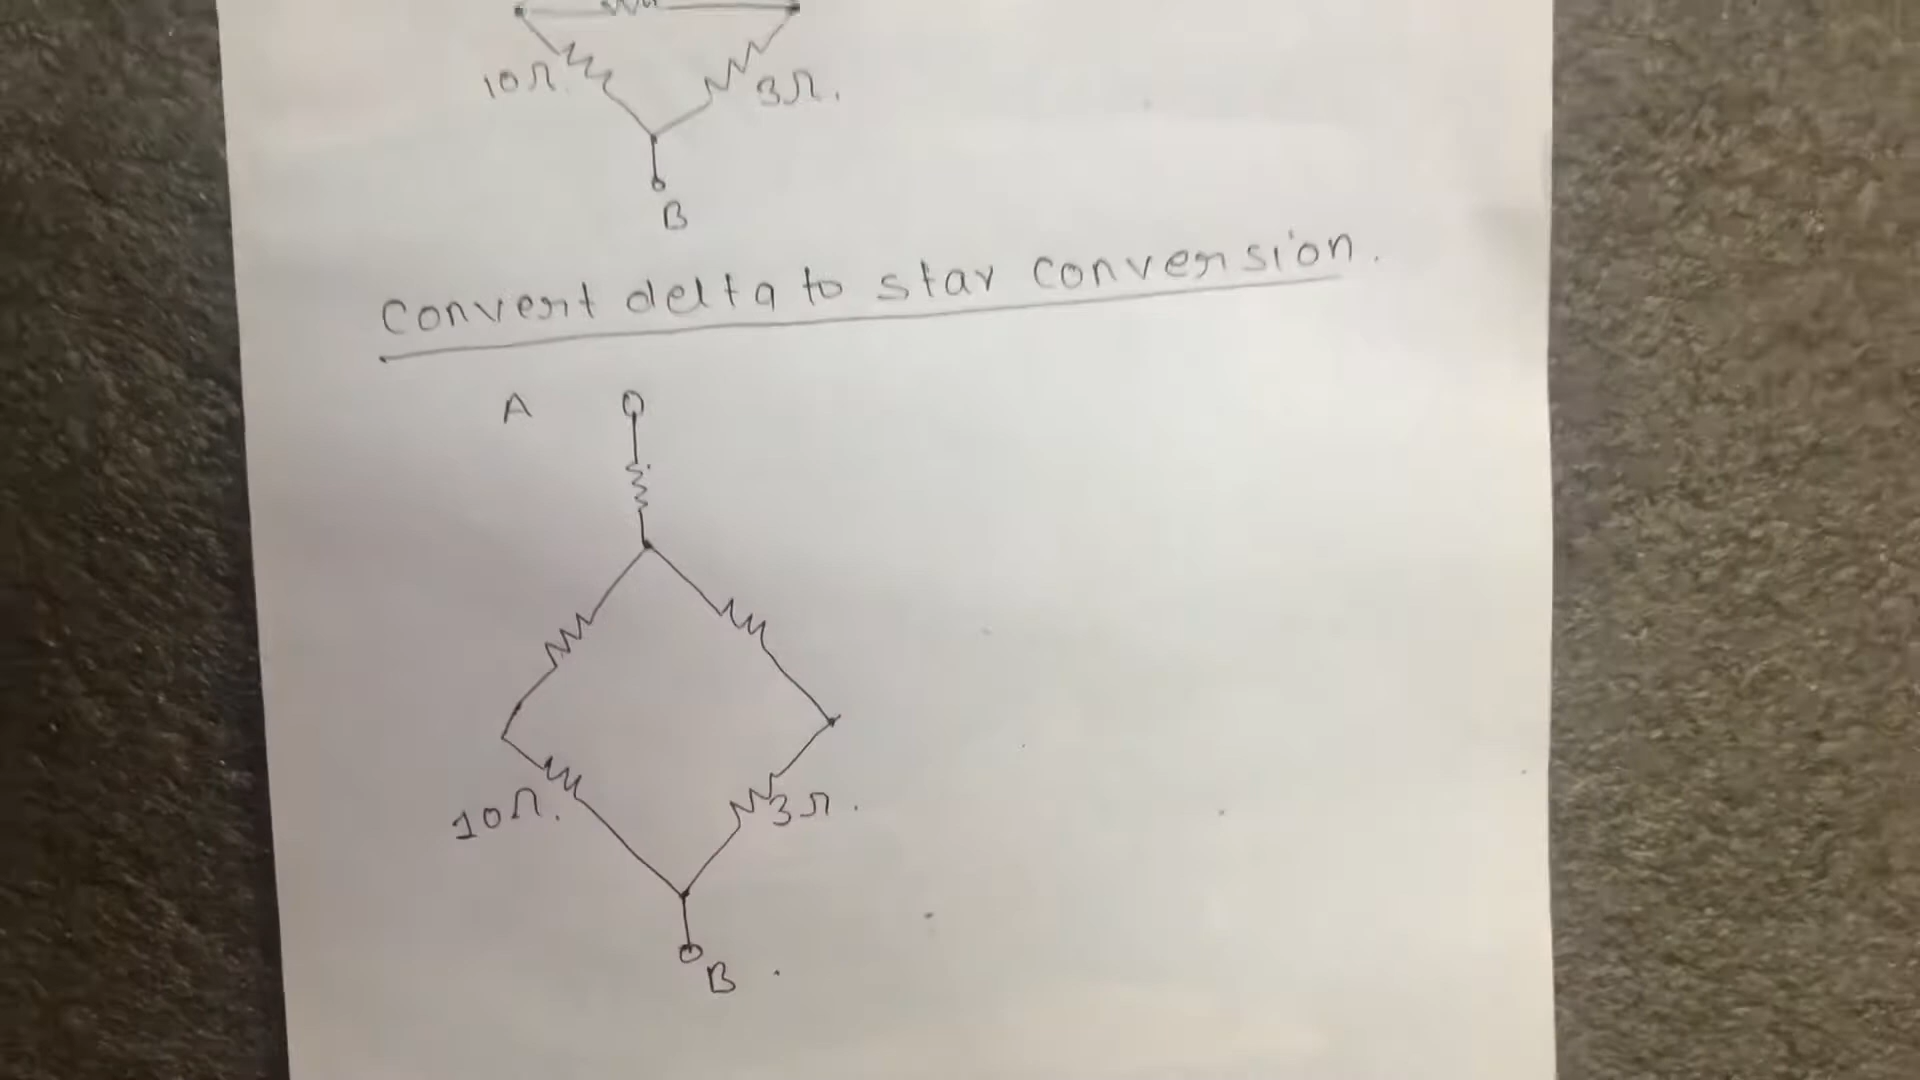 10Ω.
3Ω.
B
Convert delta to star conversion.
A
10Ω.
3Ω.
B.